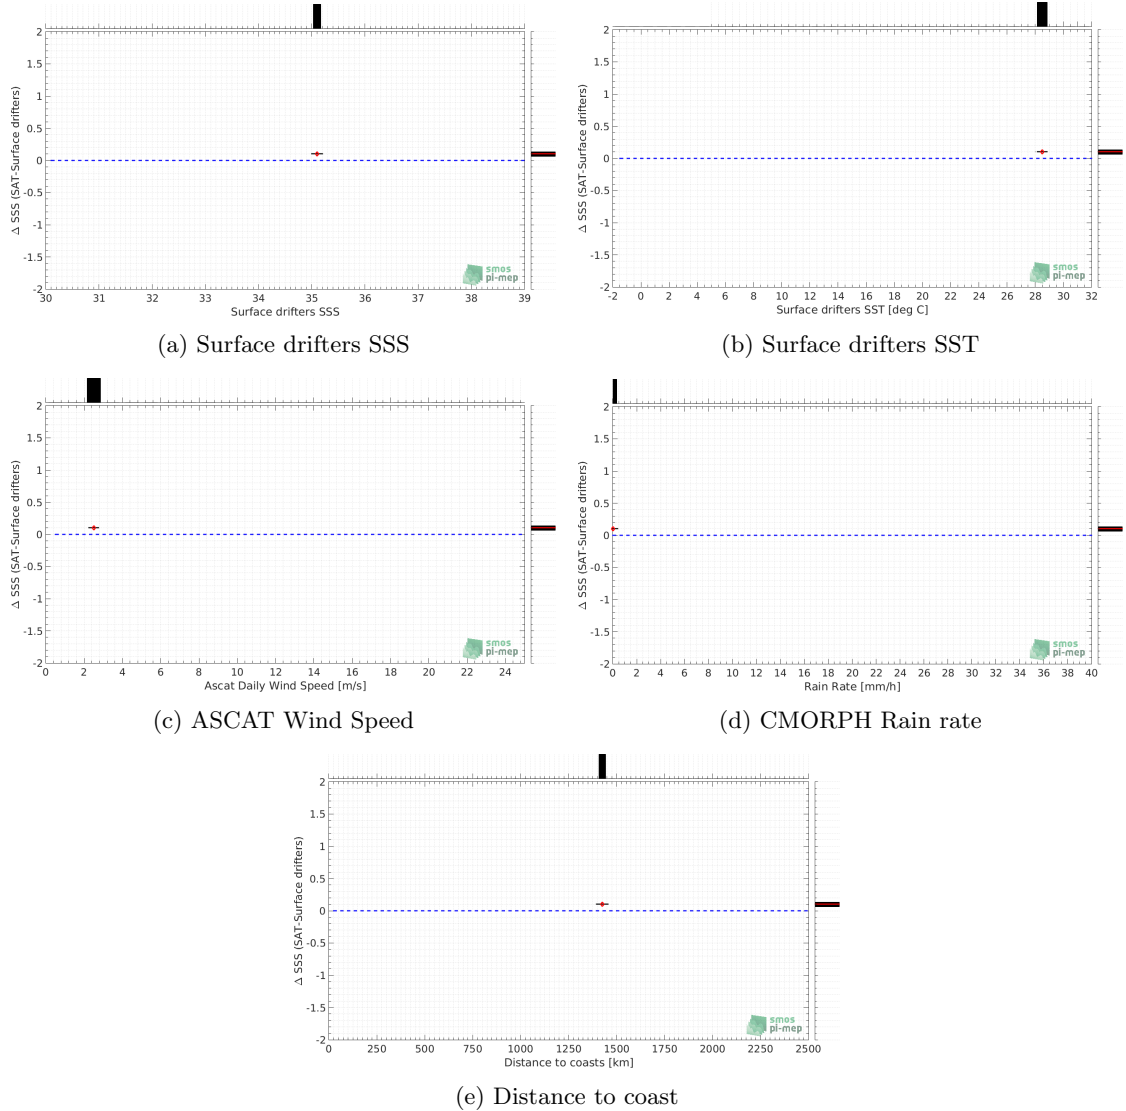 2
1.5
1
0.5
0
-0.5
-1
-1.5
-2
Δ SSS (SAT-Surface drifters)
30 31 32 33 34 35 36 37 38 39
Surface drifters SSS
smos
pi-mep
(a) Surface drifters SSS
2
1.5
1
0.5
0
-0.5
-1
-1.5
-2
Δ SSS (SAT-Surface drifters)
-2 0 2 4 6 8 10 12 14 16 18 20 22 24 26 28 30 32
Surface drifters SST [deg C]
smos
pi-mep
(b) Surface drifters SST
2
1.5
1
0.5
0
-0.5
-1
-1.5
-2
Δ SSS (SAT-Surface drifters)
0 2 4 6 8 10 12 14 16 18 20 22 24
Ascat Daily Wind Speed [m/s]
smos
pi-mep
(c) ASCAT Wind Speed
2
1.5
1
0.5
0
-0.5
-1
-1.5
-2
Δ SSS (SAT-Surface drifters)
0 2 4 6 8 10 12 14 16 18 20 22 24 26 28 30 32 34 36 38 40
Rain Rate [mm/h]
smos
pi-mep
(d) CMORPH Rain rate
2
1.5
1
0.5
0
-0.5
-1
-1.5
-2
Δ SSS (SAT-Surface drifters)
0 250 500 750 1000 1250 1500 1750 2000 2250 2500
Distance to coasts [km]
smos
pi-mep
(e) Distance to coast